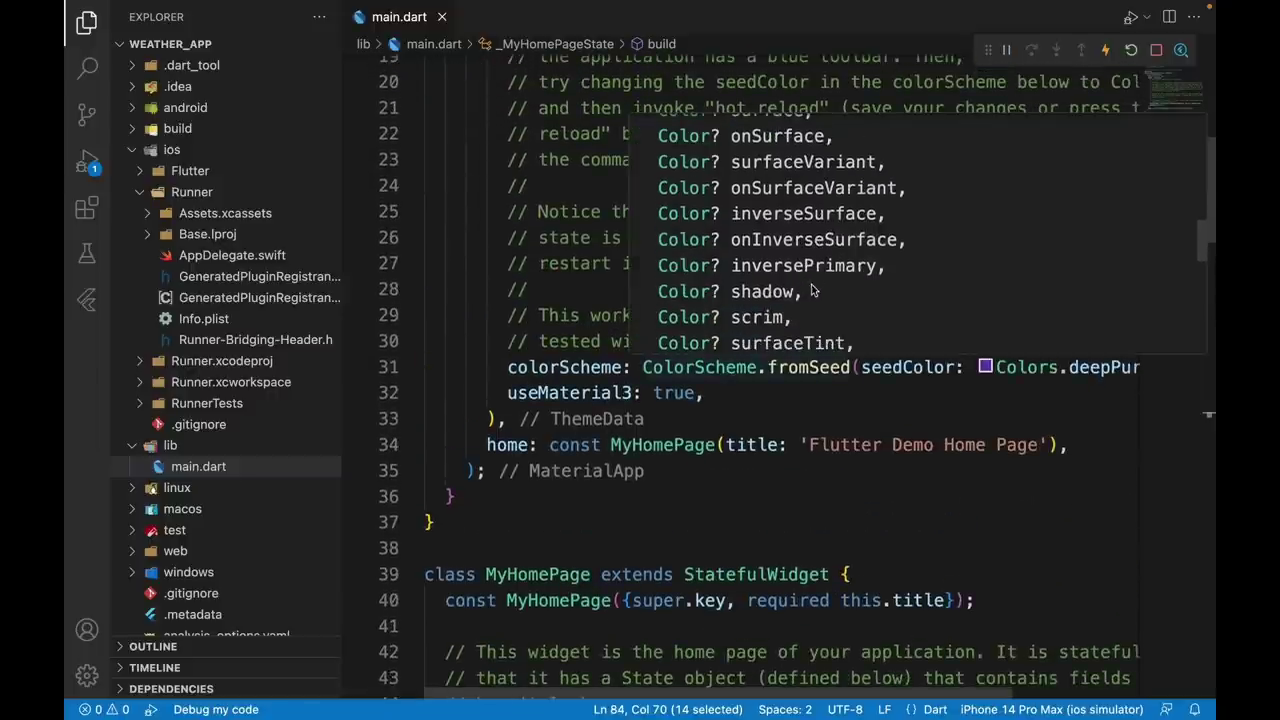 EXPLORER
main.dart
WEATHER_APP
lib
main.dart
_MyHomePageState
build
.dart_tool
.idea
android
build
ios
Flutter
Runner
Assets.xcassets
Base.lproj
AppDelegate.swift
GeneratedPluginRegistran...
GeneratedPluginRegistran...
Info.plist
Runner-Bridging-Header.h
Runner.xcodeproj
Runner.xcworkspace
RunnerTests
.gitignore
lib
main.dart
linux
macos
test
web
windows
.gitignore
.metadata
analysis_options.yaml
OUTLINE
TIMELINE
DEPENDENCIES
1
19 // the application has a blue toolbar. Then,
20 // try changing the seedColor in the colorScheme below to Col
21 // and then invoke "hot reload" (save your changes or press t
22 // reload" b
23 // the comma
24 //
25 // Notice th
26 // state is
27 // restart i
28 //
29 // This work
30 // tested wi
Color? onSurface,
Color? surfaceVariant,
Color? onSurfaceVariant,
Color? inverseSurface,
Color? onInverseSurface,
Color? inversePrimary,
Color? shadow,
Color? scrim,
Color? surfaceTint,
31 colorScheme: ColorScheme.fromSeed(seedColor: Colors.deepPur
32 useMaterial3: true,
33 ), // ThemeData
34 home: const MyHomePage(title: 'Flutter Demo Home Page'),
35 ); // MaterialApp
36 }
37 }
38
39 class MyHomePage extends StatefulWidget {
40 const MyHomePage({super.key, required this.title});
41
42 // This widget is the home page of your application. It is stateful
43 // that it has a State object (defined below) that contains fields
0 0 Debug my code Ln 84, Col 70 (14 selected) Spaces: 2 UTF-8 LF {} Dart iPhone 14 Pro Max (ios simulator)